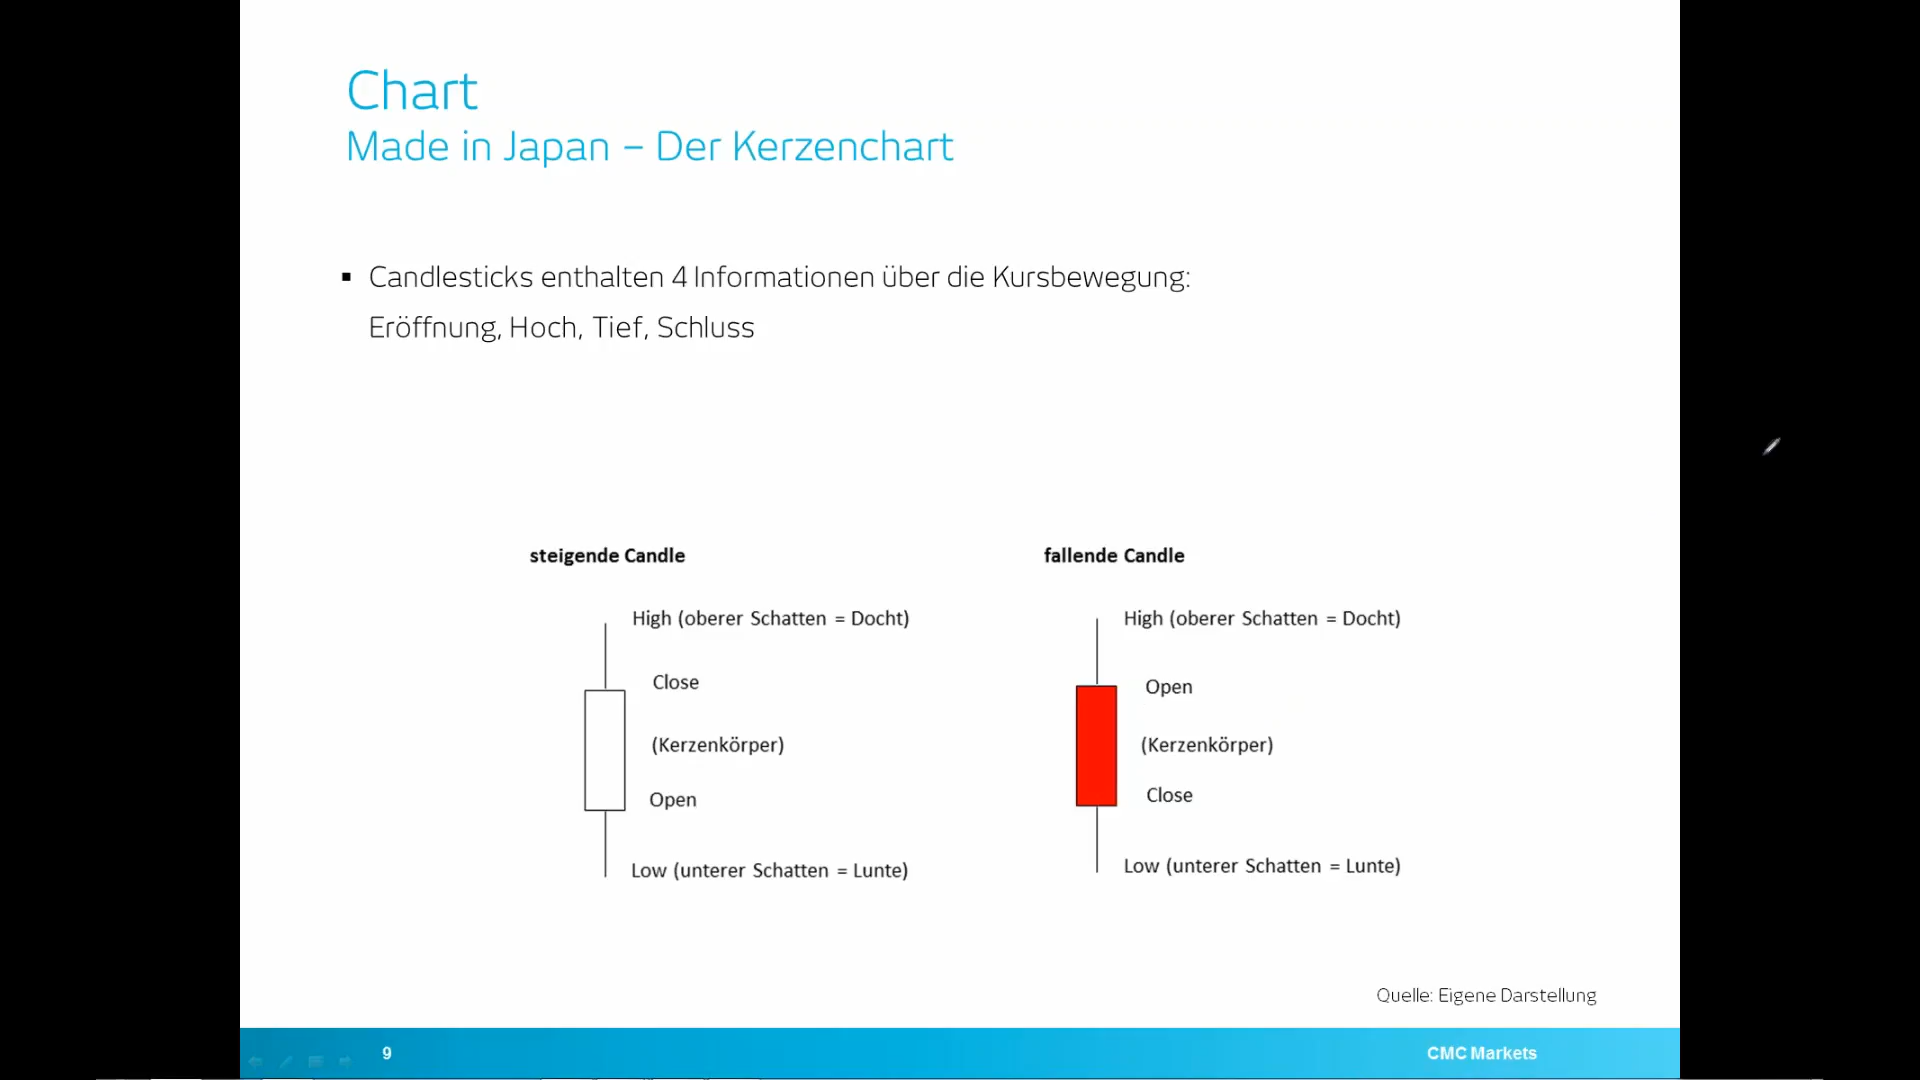 Chart
Made in Japan – Der Kerzenchart
▪ Candlesticks enthalten 4 Informationen über die Kursbewegung:
Eröffnung, Hoch, Tief, Schluss
steigende Candle
High (oberer Schatten = Docht)
Close
(Kerzenkörper)
Open
Low (unterer Schatten = Lunte)
fallende Candle
High (oberer Schatten = Docht)
Open
(Kerzenkörper)
Close
Low (unterer Schatten = Lunte)
Quelle: Eigene Darstellung
9
CMC Markets